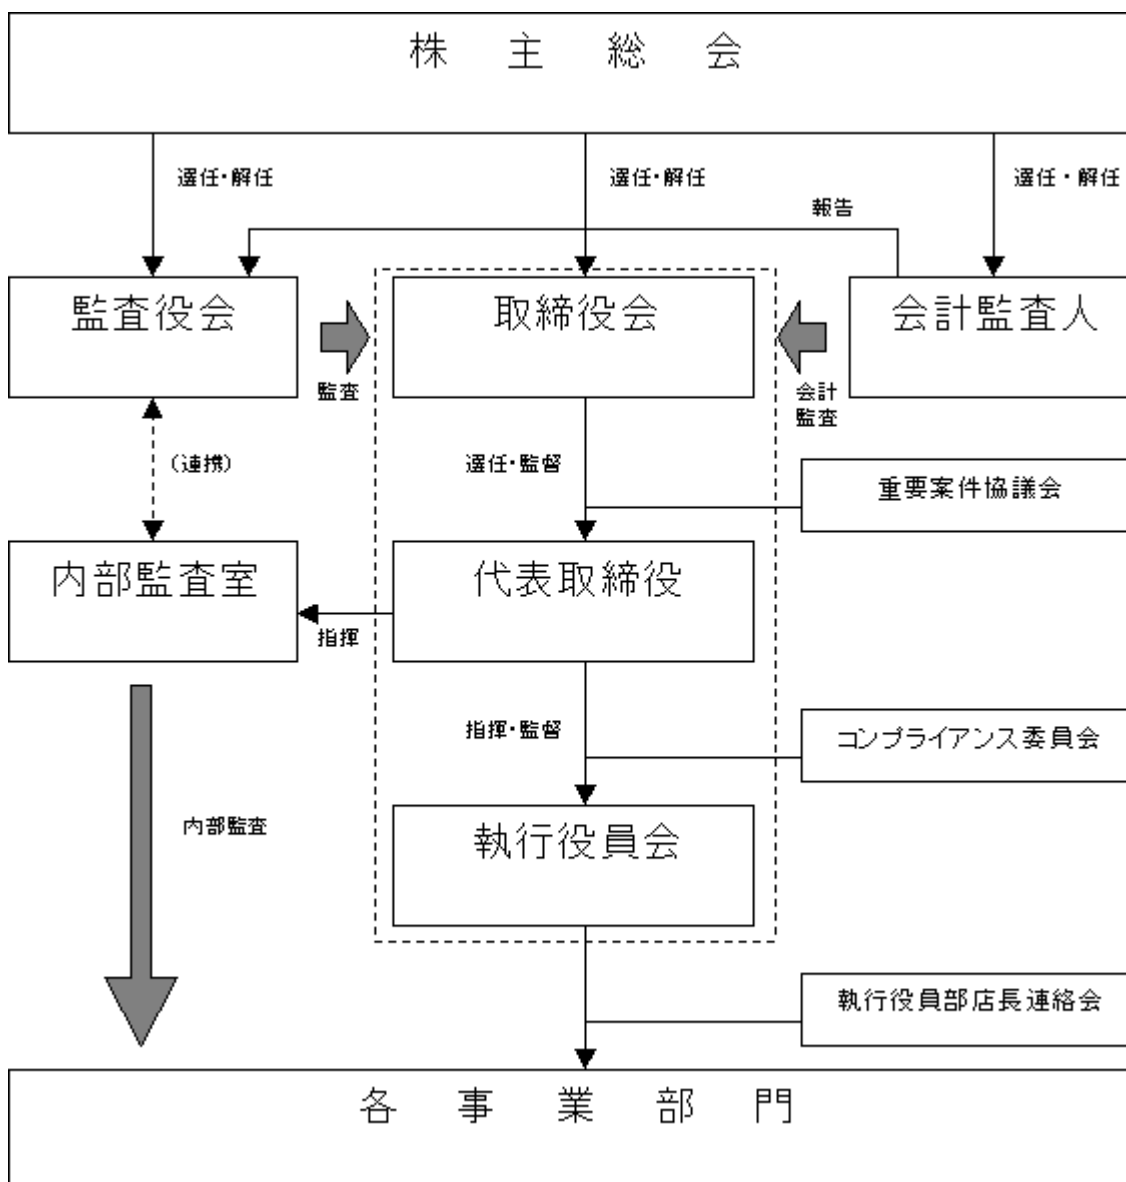 株主総会
選任・解任
選任・解任
選任・解任
報告
監査役会
取締役会
会計監査人
監査
会計
監査
(連携)
選任・監督
重要案件協議会
内部監査室
代表取締役
指揮
指揮・監督
コンプライアンス委員会
内部監査
執行役員会
執行役員部店長連絡会
各事業部門